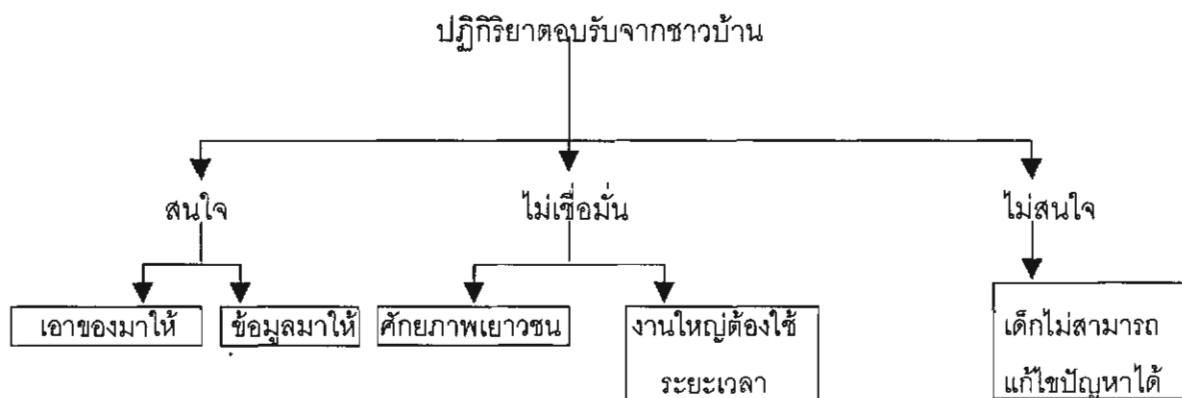 ปฏิกิริยาตอบรับจากชาวบ้าน
สนใจ
ไม่เชื่อมั่น
ไม่สนใจ
เอาของมาให้
ข้อมูลมาให้
ศักยภาพเยาวชน
งานใหญ่ต้องใช้
ระยะเวลา
เด็กไม่สามารถ
แก้ไขปัญหาได้